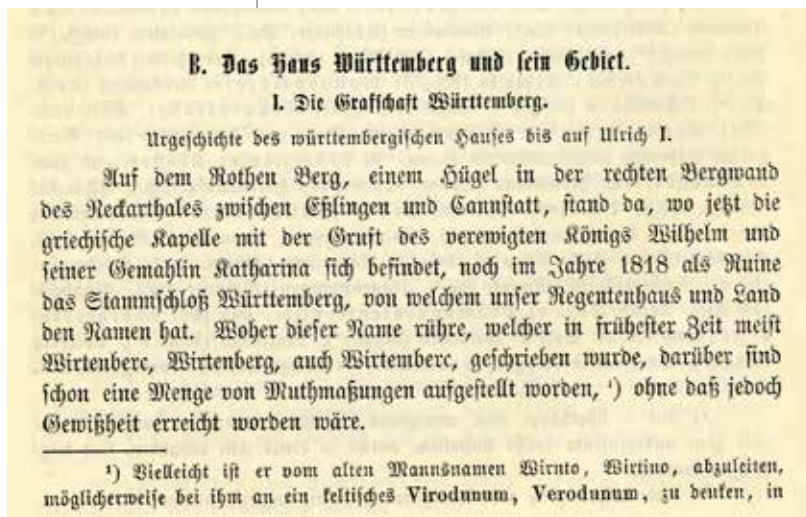 B. Das Haus Württemberg und sein Gebiet.
I. Die Grafschaft Württemberg.
Urgeschichte des württembergischen Hauses bis auf Ulrich I.
Auf dem Rothen Berg, einem Hügel in der rechten Bergwand
des Neckarthales zwischen Eßlingen und Cannstatt, stand da, wo jetzt die
griechische Kapelle mit der Gruft des verewigten Königs Wilhelm und
seiner Gemahlin Katharina sich befindet, noch im Jahre 1818 als Ruine
das Stammschloß Württemberg, von welchem unser Regentenhaus und Land
den Namen hat. Woher dieser Name rühre, welcher in frühester Zeit meist
Wirtenberc, Wirtenberg, auch Wirtemberc, geschrieben wurde, darüber sind
schon eine Menge von Muthmaßungen aufgestellt worden, ¹) ohne daß jedoch
Gewißheit erreicht worden wäre.
¹) Vielleicht ist er vom alten Mannsnamen Wirnto, Wirtino, abzuleiten,
möglicherweise bei ihm an ein keltisches Virodunum, Verodunum, zu denken, in